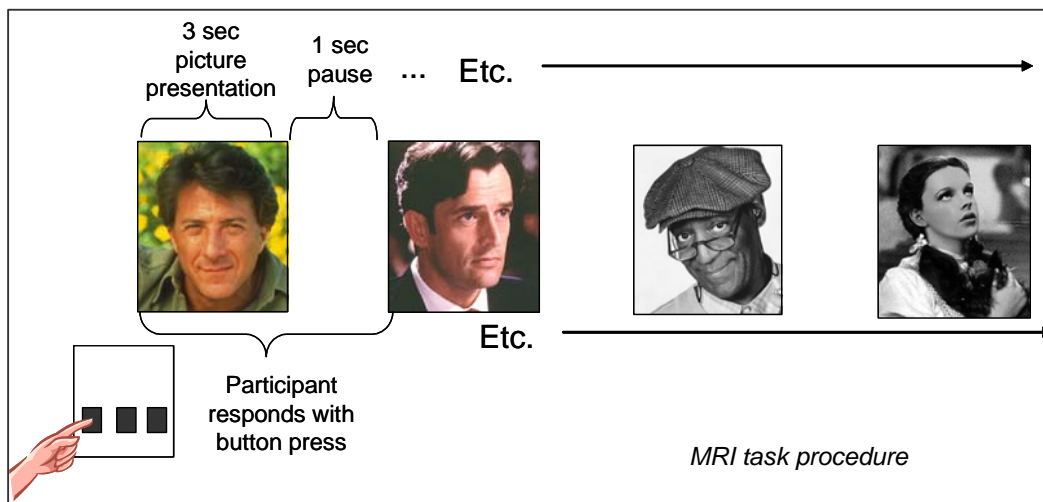 3 sec
picture
presentation
1 sec
pause
... Etc.
Etc.
Participant
responds with
button press
MRI task procedure